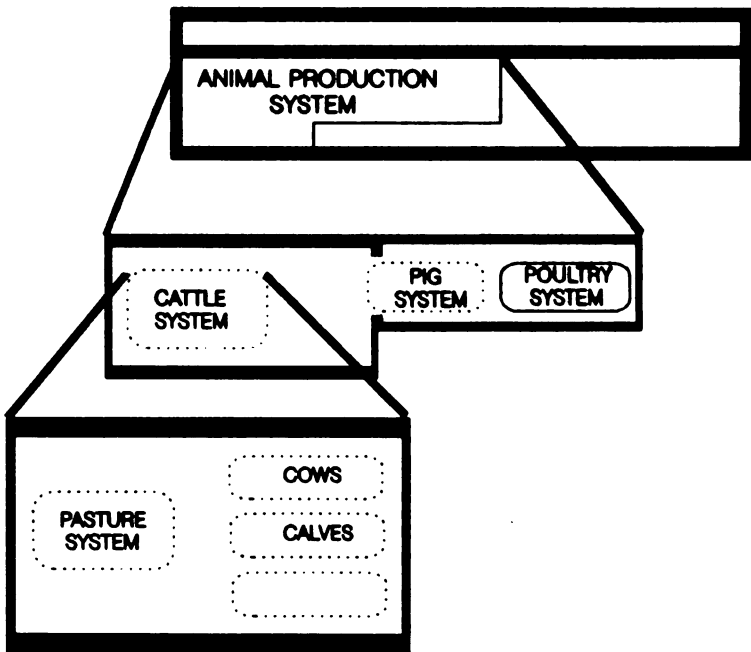 ANIMAL PRODUCTION
SYSTEM
CATTLE
SYSTEM
PIG
SYSTEM
POULTRY
SYSTEM
PASTURE
SYSTEM
COWS
CALVES